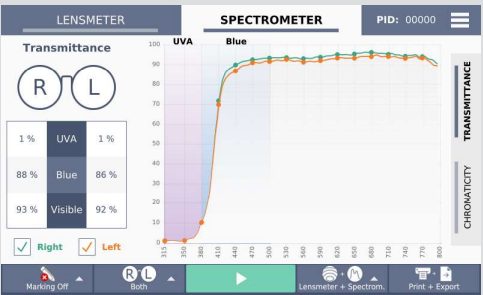 LENSMETER
SPECTROMETER
PID: 00000
Transmittance
R L
1 % UVA 1 %
88 % Blue 86 %
93 % Visible 92 %
Right Left
UVA Blue
100
90
80
70
60
50
40
30
20
10
0
315 350 380 410 440 470 500 530 560 590 620 650 680 710 740 770 800
TRANSMITTANCE
CHRONATICITY
Marking Off
R L
Both
Lensmeter + Spectrom.
Print + Export